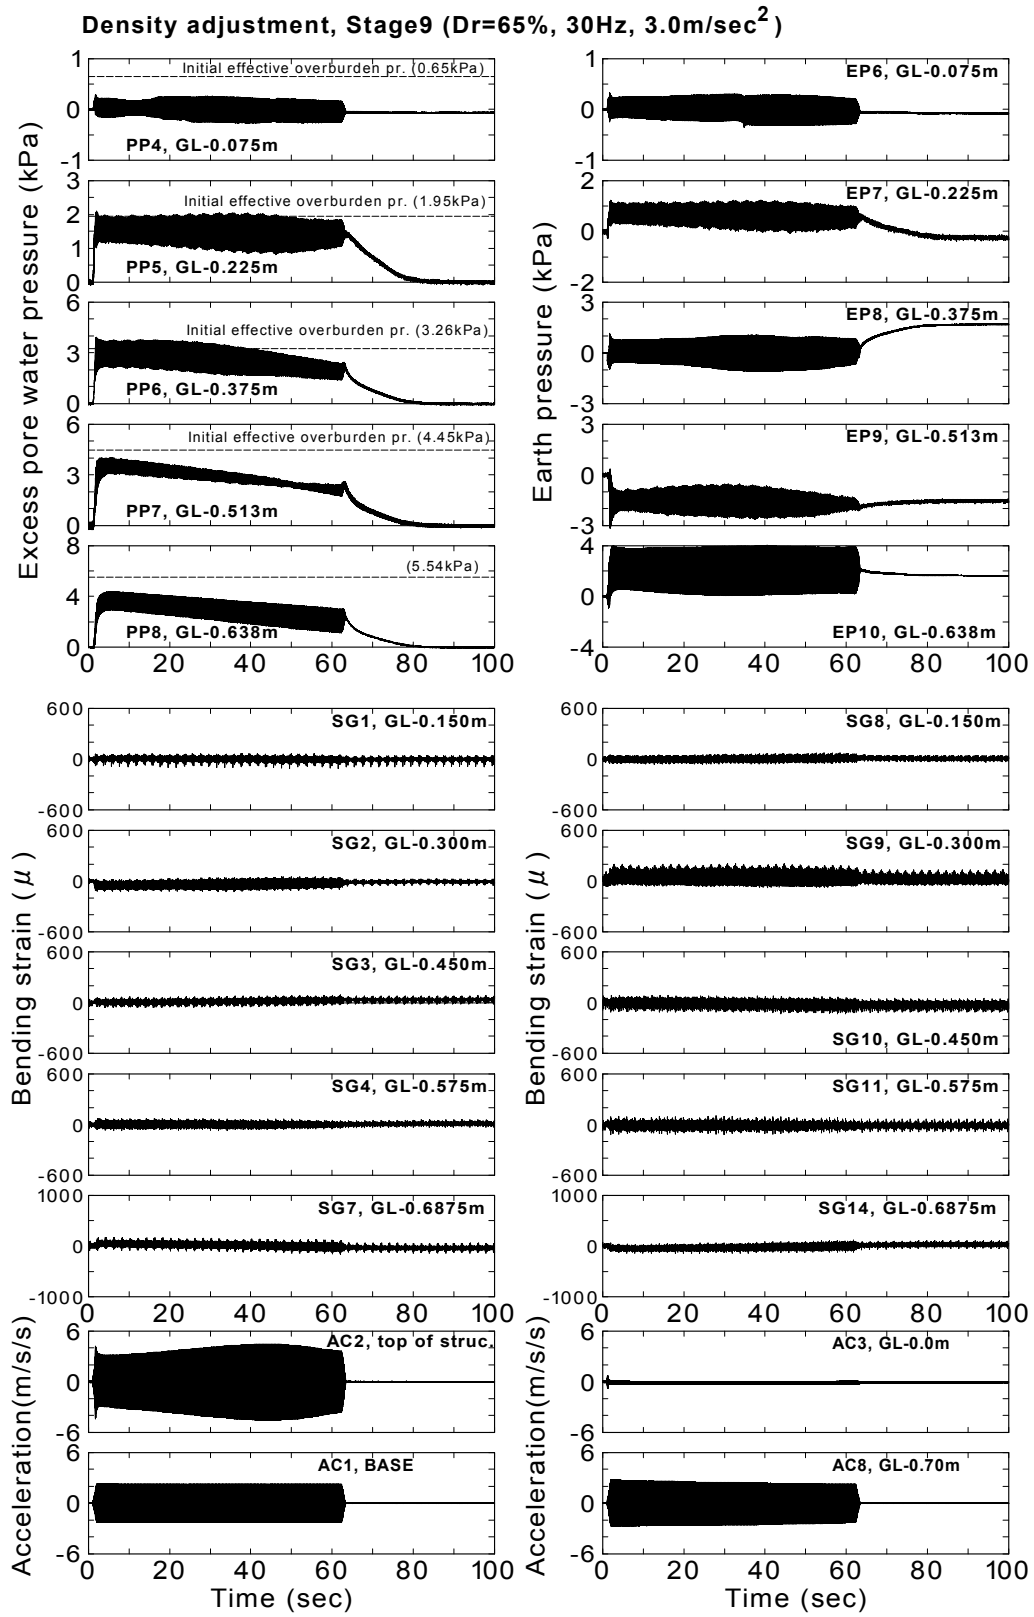 Density adjustment, Stage9 (Dr=65%, 30Hz, 3.0m/sec²)
Excess pore water pressure (kPa)
1
0
-1
Initial effective overburden pr. (0.65kPa)
PP4, GL-0.075m
3
2
1
0
Initial effective overburden pr. (1.95kPa)
PP5, GL-0.225m
6
3
0
Initial effective overburden pr. (3.26kPa)
PP6, GL-0.375m
6
3
0
Initial effective overburden pr. (4.45kPa)
PP7, GL-0.513m
8
4
0
(5.54kPa)
PP8, GL-0.638m
0 20 40 60 80 100
Earth pressure (kPa)
1
0
-1
EP6, GL-0.075m
2
0
-2
EP7, GL-0.225m
3
0
-3
EP8, GL-0.375m
3
0
-3
EP9, GL-0.513m
4
0
-4
EP10, GL-0.638m
0 20 40 60 80 100
Bending strain (μ)
600
0
-600
SG1, GL-0.150m
600
0
-600
SG2, GL-0.300m
600
0
-600
SG3, GL-0.450m
600
0
-600
SG4, GL-0.575m
1000
0
-1000
SG7, GL-0.6875m
0 20 40 60 80 100
Bending strain (μ)
600
0
-600
SG8, GL-0.150m
600
0
-600
SG9, GL-0.300m
600
0
-600
SG10, GL-0.450m
600
0
-600
SG11, GL-0.575m
1000
0
-1000
SG14, GL-0.6875m
0 20 40 60 80 100
Acceleration(m/s/s)
6
0
-6
AC2, top of struc.
6
0
-6
AC1, BASE
0 20 40 60 80 100
Time (sec)
Acceleration(m/s/s)
6
0
-6
AC3, GL-0.0m
6
0
-6
AC8, GL-0.70m
0 20 40 60 80 100
Time (sec)